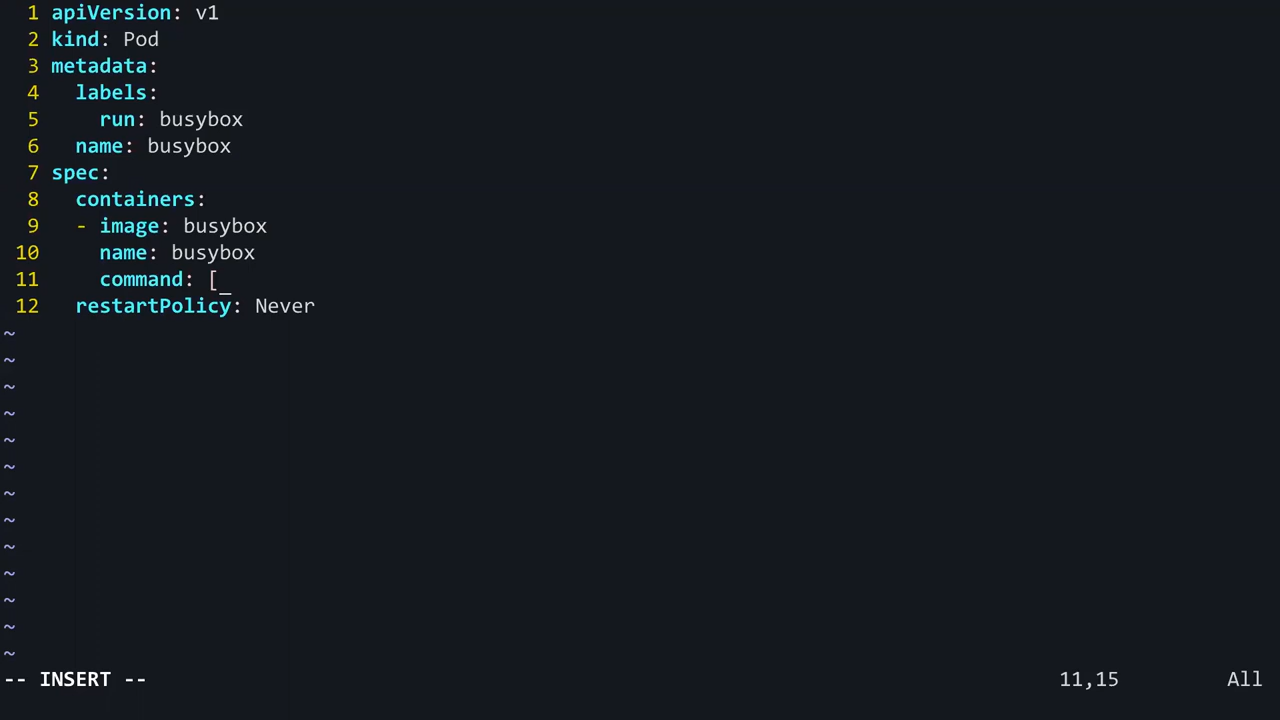 1 apiVersion: v1
2 kind: Pod
3 metadata:
4   labels:
5     run: busybox
6   name: busybox
7 spec:
8   containers:
9   - image: busybox
10     name: busybox
11     command: [
12   restartPolicy: Never
~
~
~
~
~
~
~
~
~
~
~
~
~
-- INSERT -- 11,15 All